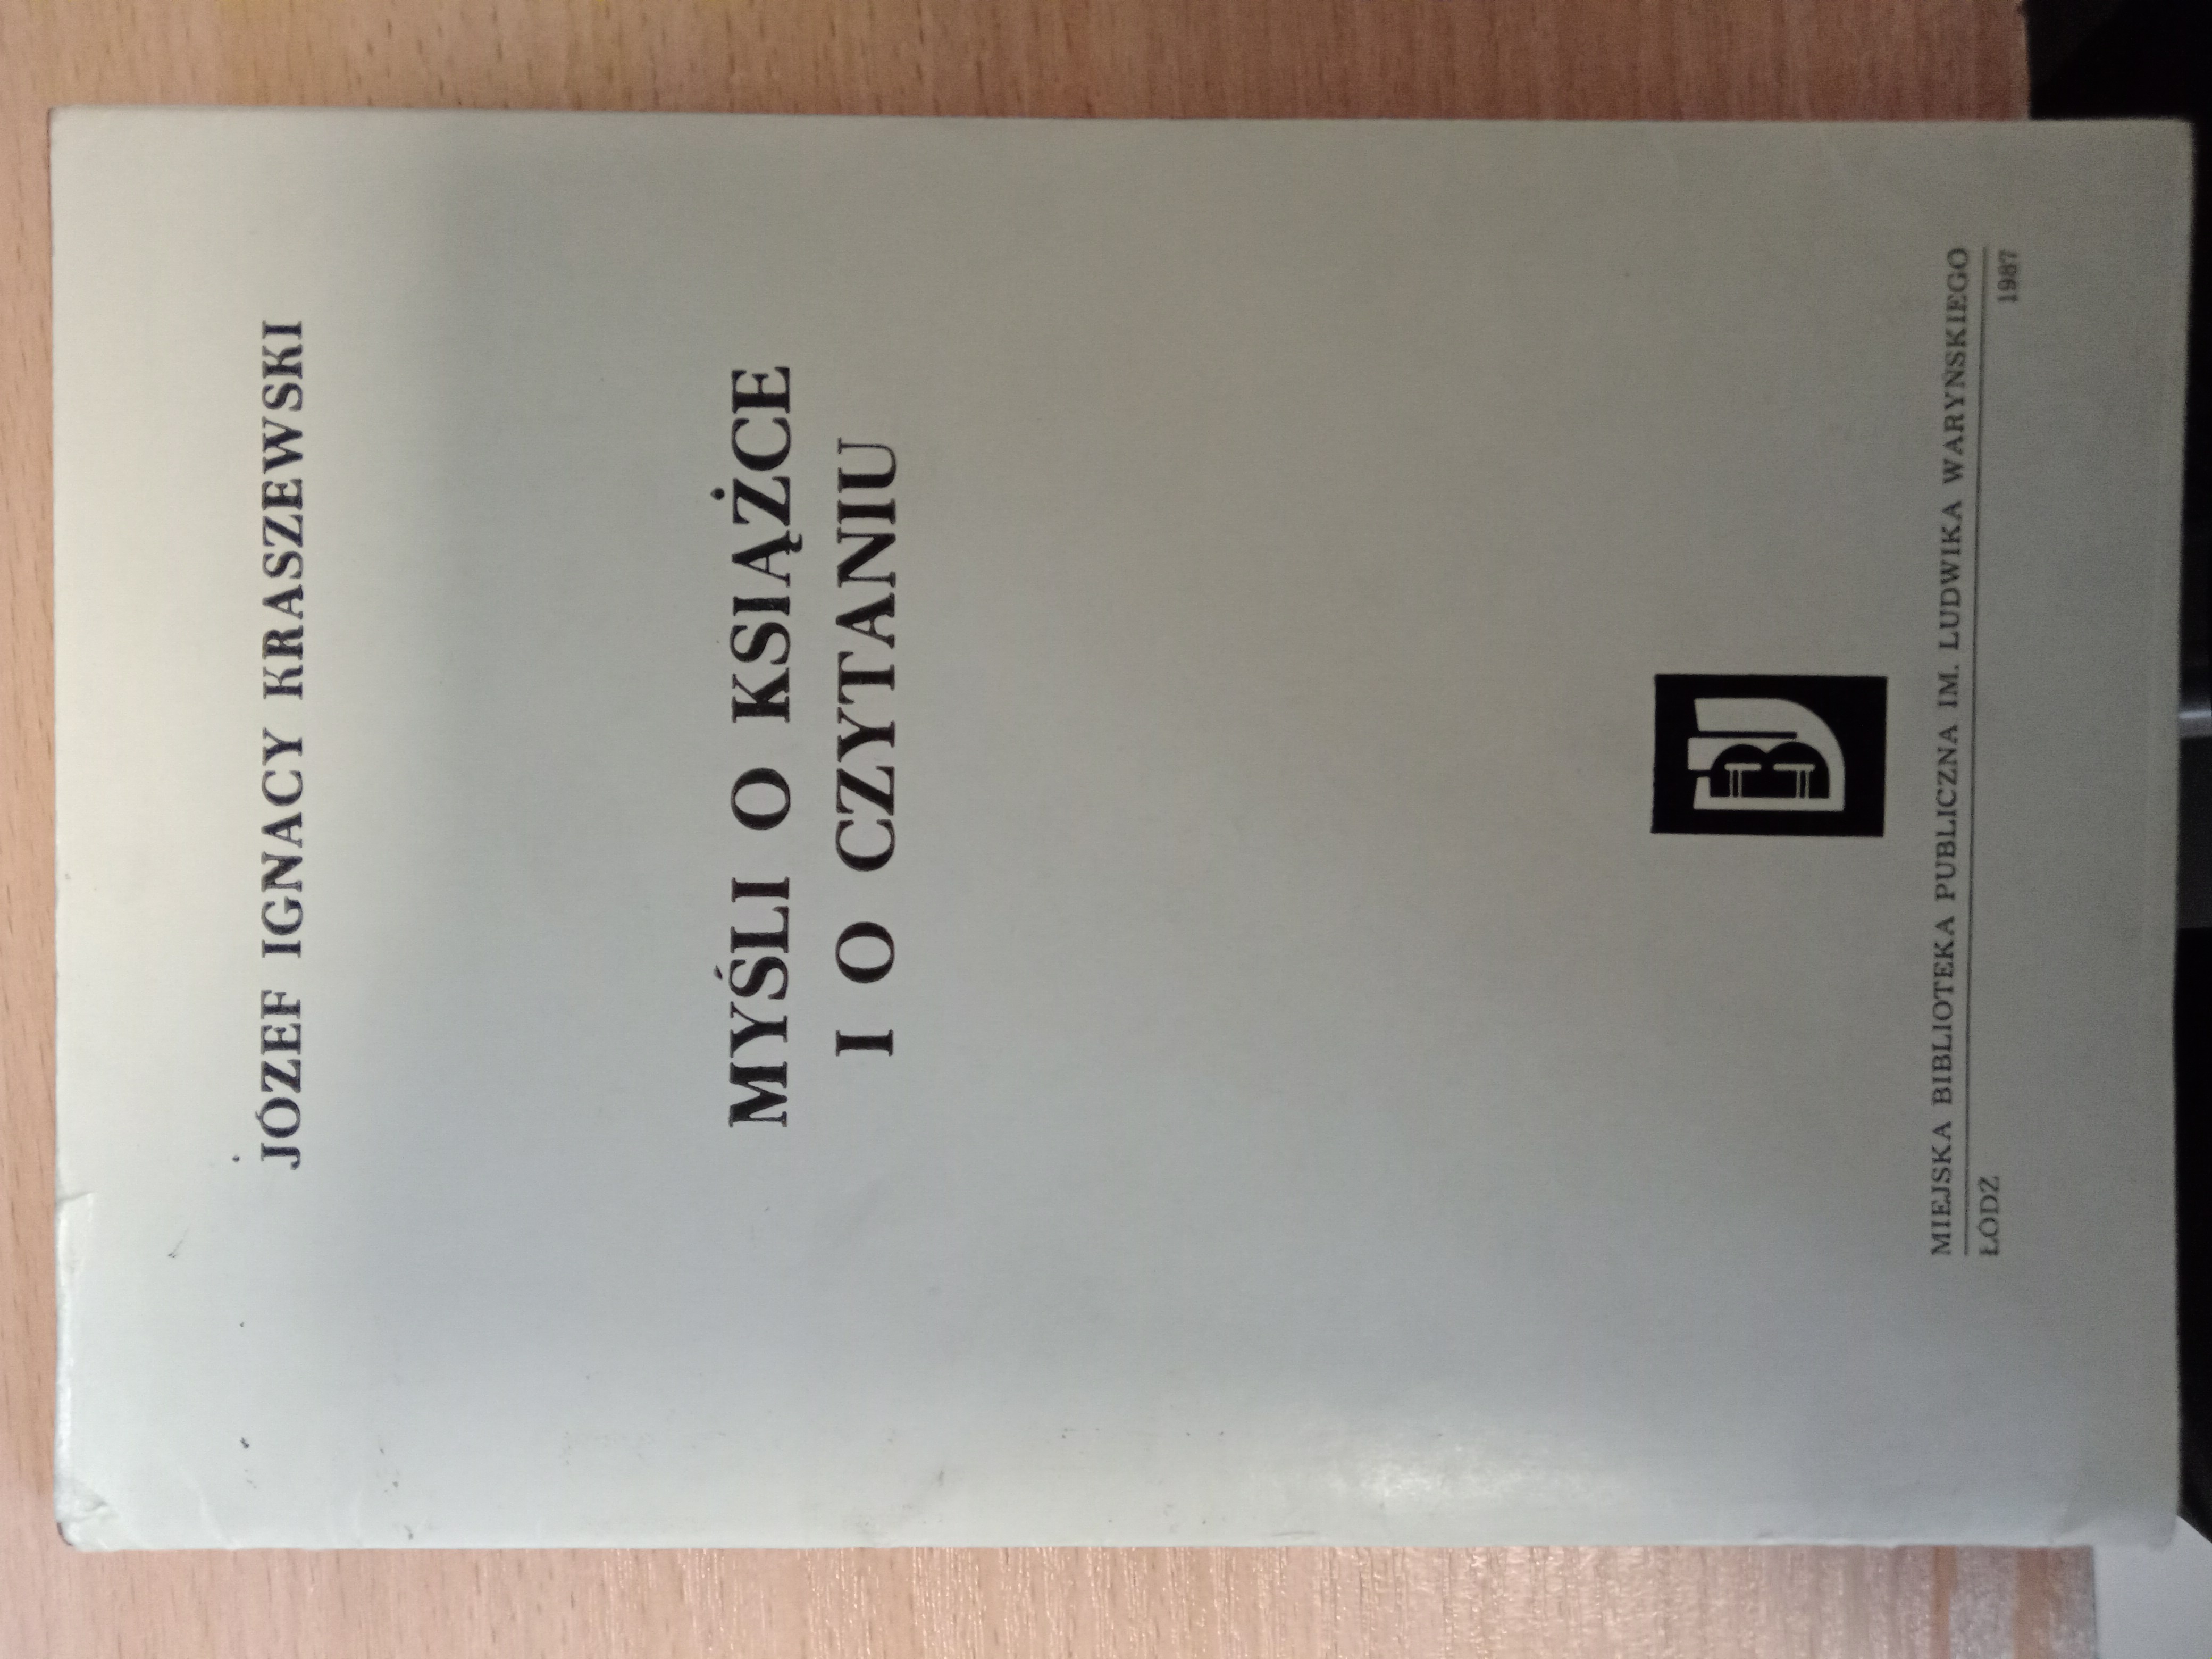 JÓZEF IGNACY KRASZEWSKI
MYŚLI O KSIĄŻCE
I O CZYTANIU
MIEJSKA BIBLIOTEKA PUBLICZNA IM. LUDWIKA WARYŃSKIEGO
ŁÓDŹ 1987